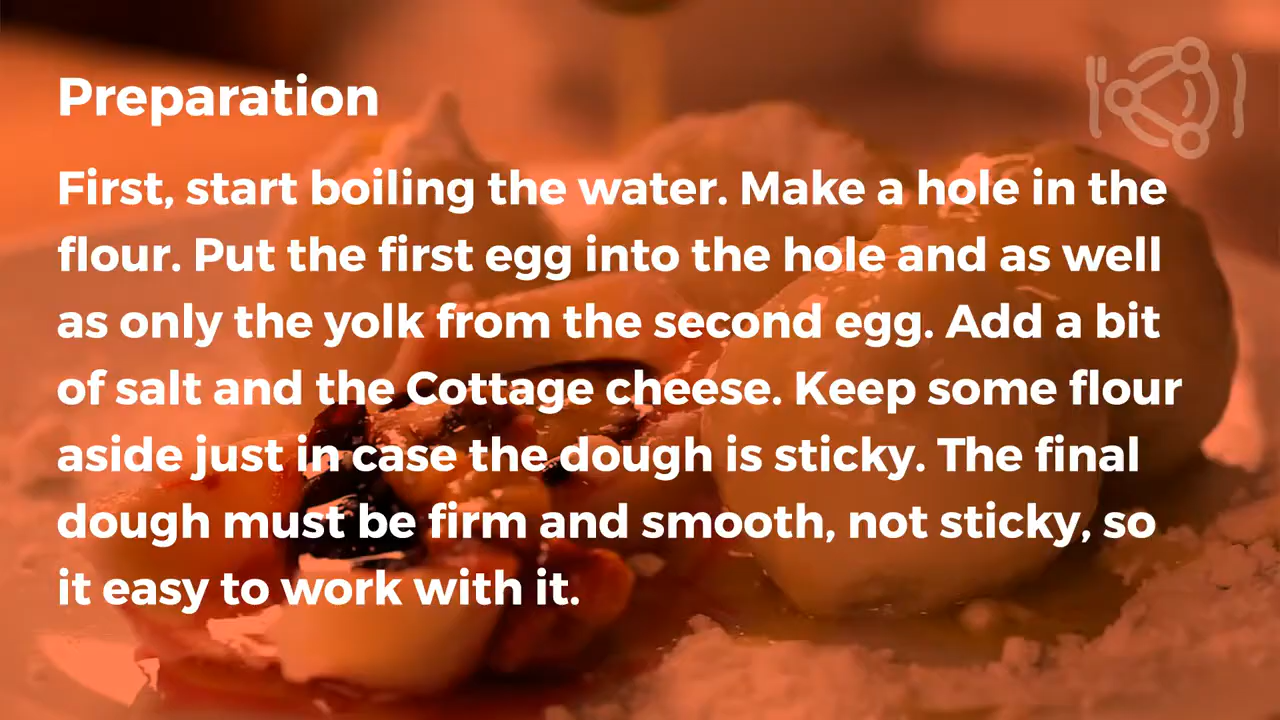 Preparation
First, start boiling the water. Make a hole in the
flour. Put the first egg into the hole and as well
as only the yolk from the second egg. Add a bit
of salt and the Cottage cheese. Keep some flour
aside just in case the dough is sticky. The final
dough must be firm and smooth, not sticky, so
it easy to work with it.